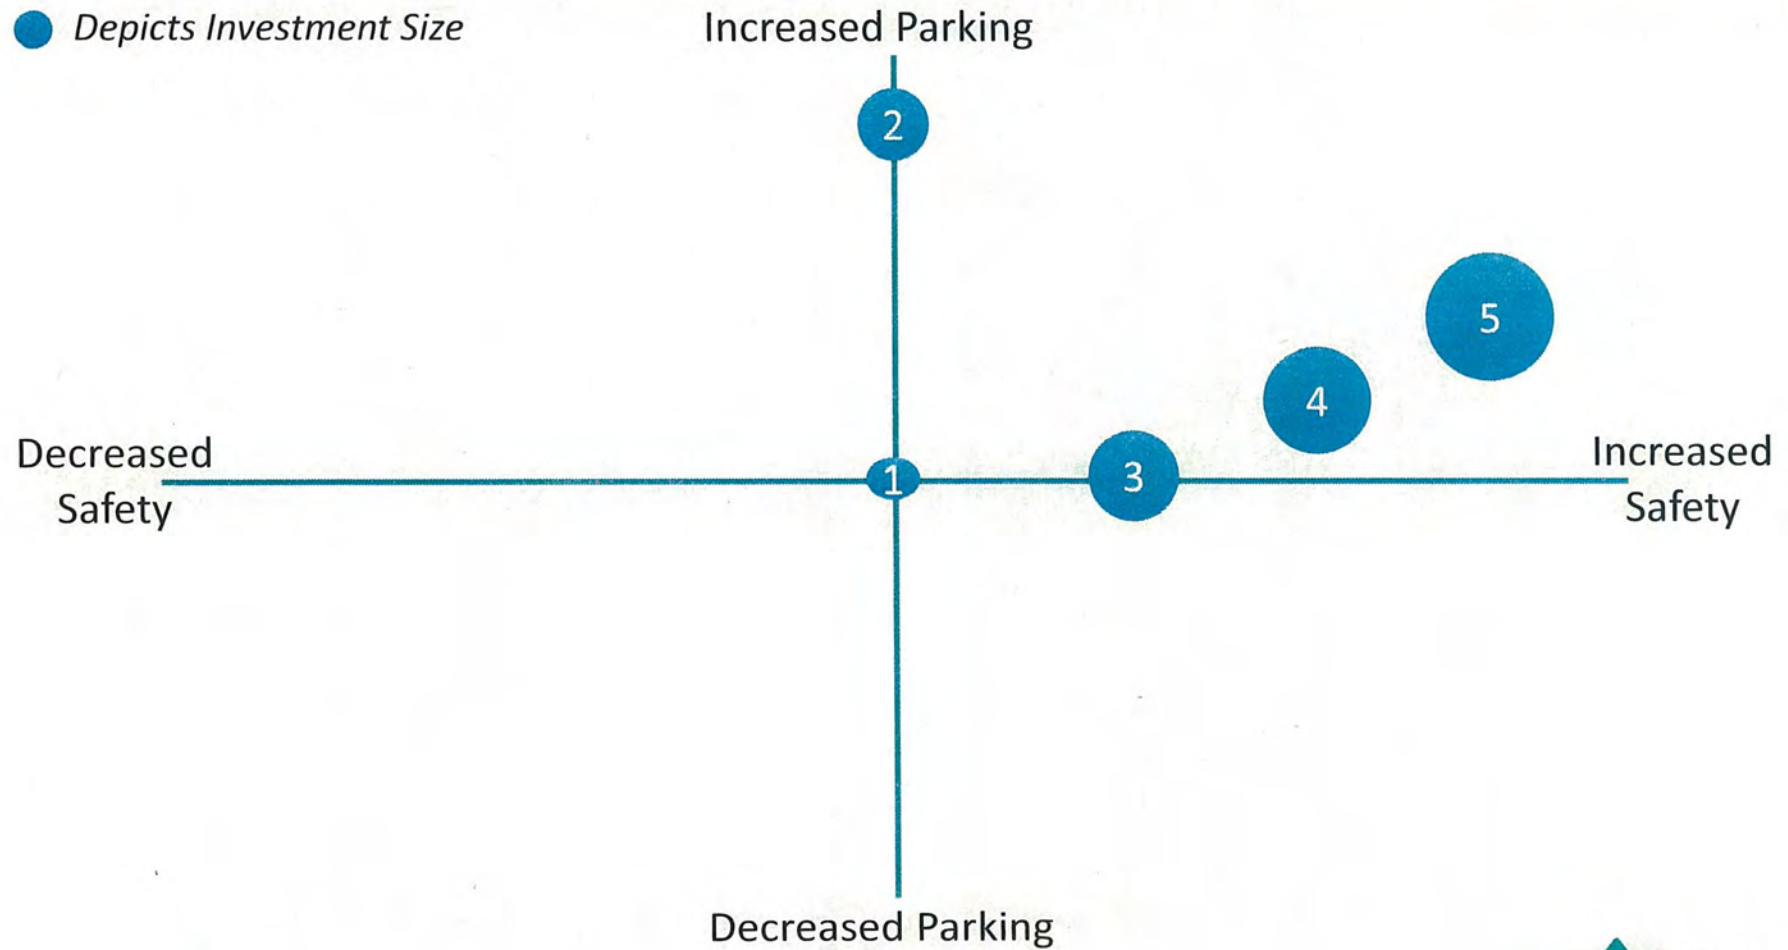 Depicts Investment Size
Increased Parking
2
5
4
Decreased
Safety
1
3
Increased
Safety
Decreased Parking